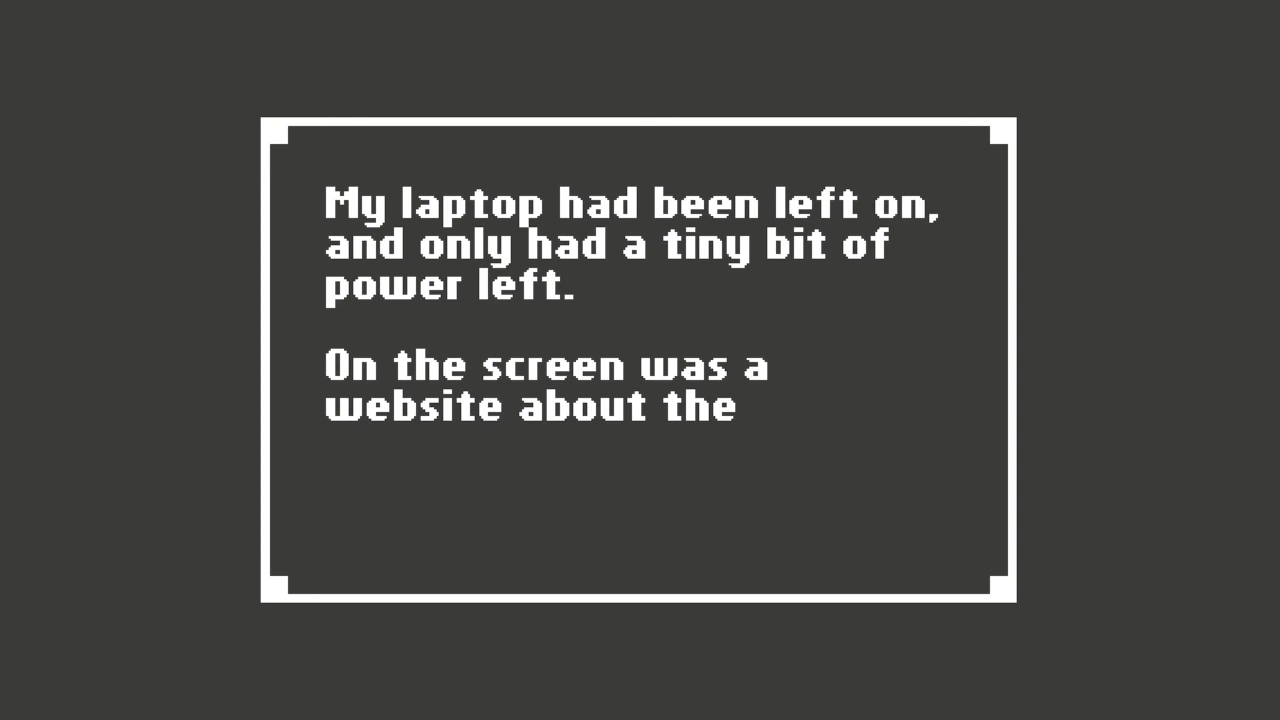 My laptop had been left on,
and only had a tiny bit of
power left.
On the screen was a
website about the